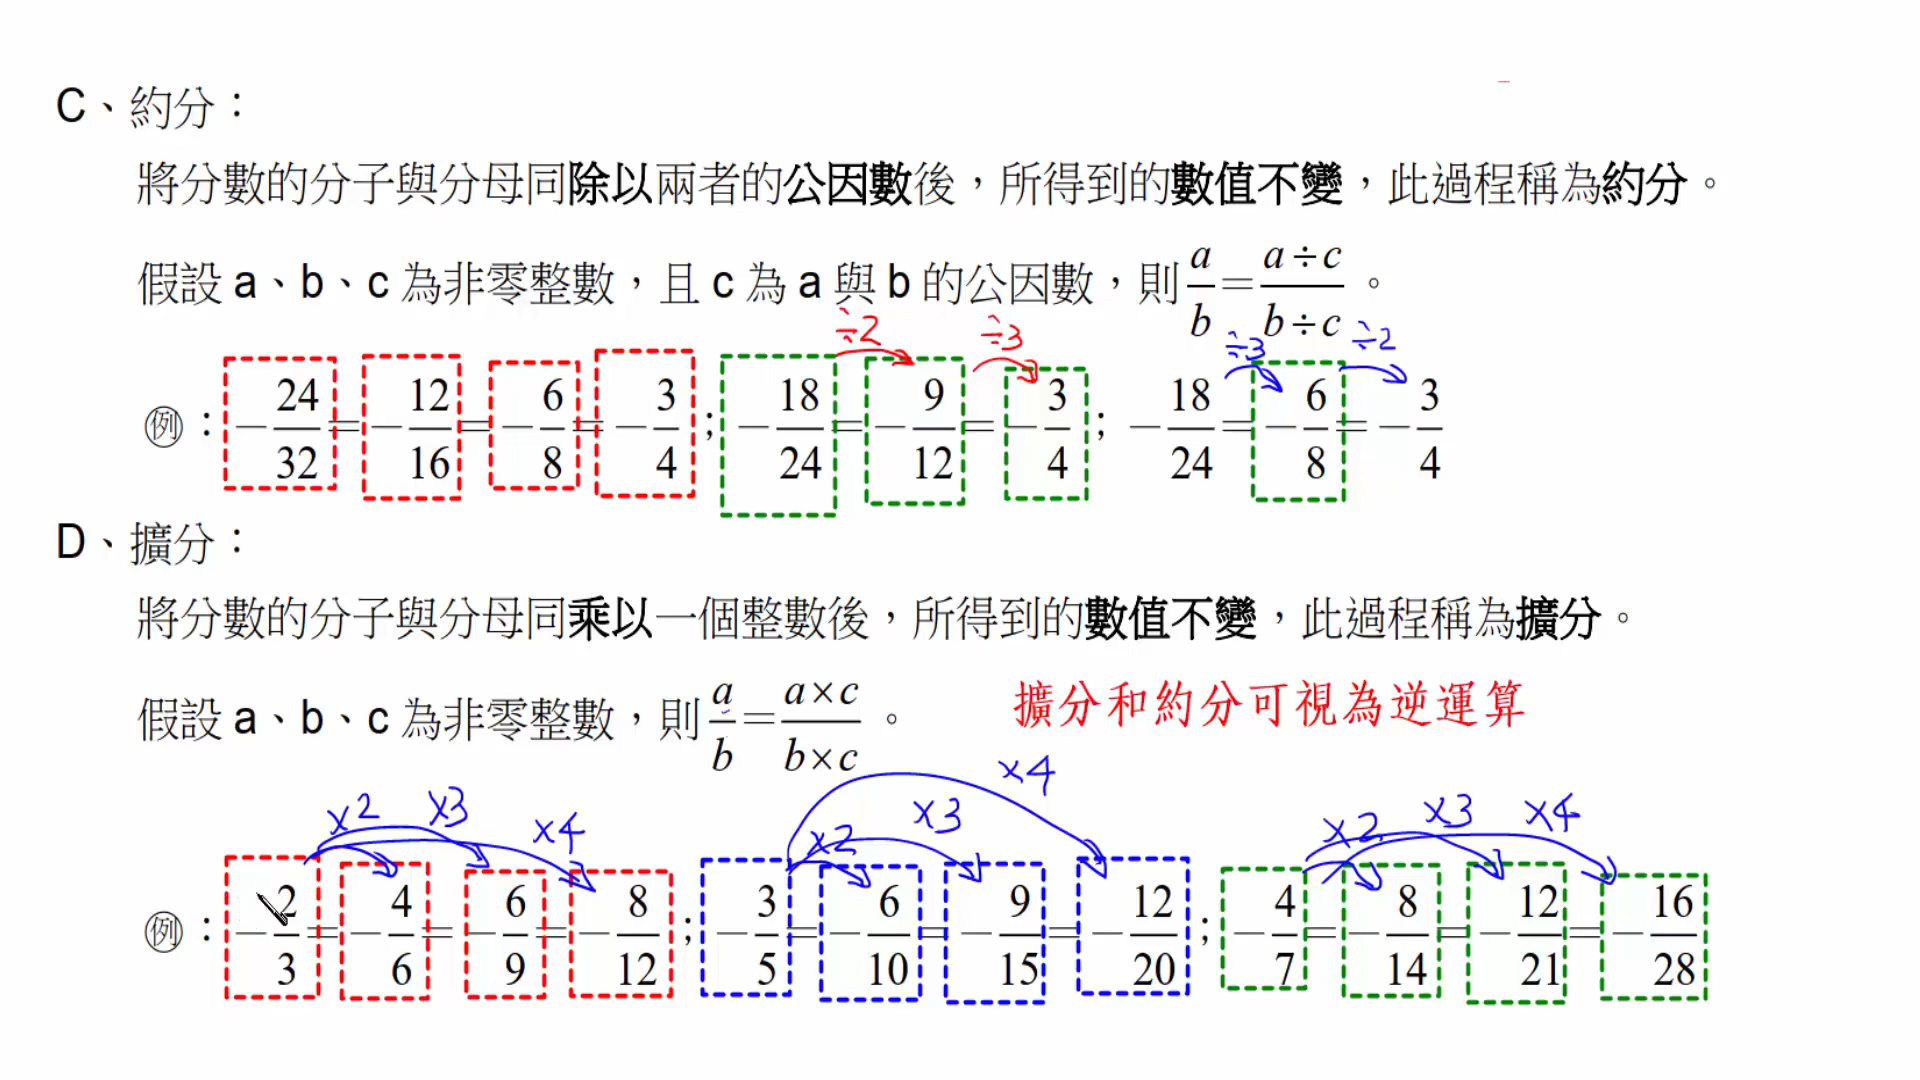 C、約分：
將分數的分子與分母同除以兩者的公因數後，所得到的數值不變，此過程稱為約分。
假設 a、b、c 為非零整數，且 c 為 a 與 b 的公因數，則 a/b = (a÷c)/(b÷c)。
÷2 ÷3 ÷3 ÷2
例：-24/32 = -12/16 = -6/8 = -3/4；-18/24 = -9/12 = -3/4；-18/24 = -6/8 = -3/4
D、擴分：
將分數的分子與分母同乘以一個整數後，所得到的數值不變，此過程稱為擴分。
假設 a、b、c 為非零整數，則 a/b = (a×c)/(b×c)。
擴分和約分可視為逆運算
×2 ×3 ×4 ×2 ×3 ×4 ×2 ×3 ×4
例：-2/3 = -4/6 = -6/9 = -8/12；-3/5 = -6/10 = -9/15 = -12/20；-4/7 = -8/14 = -12/21 = -16/28